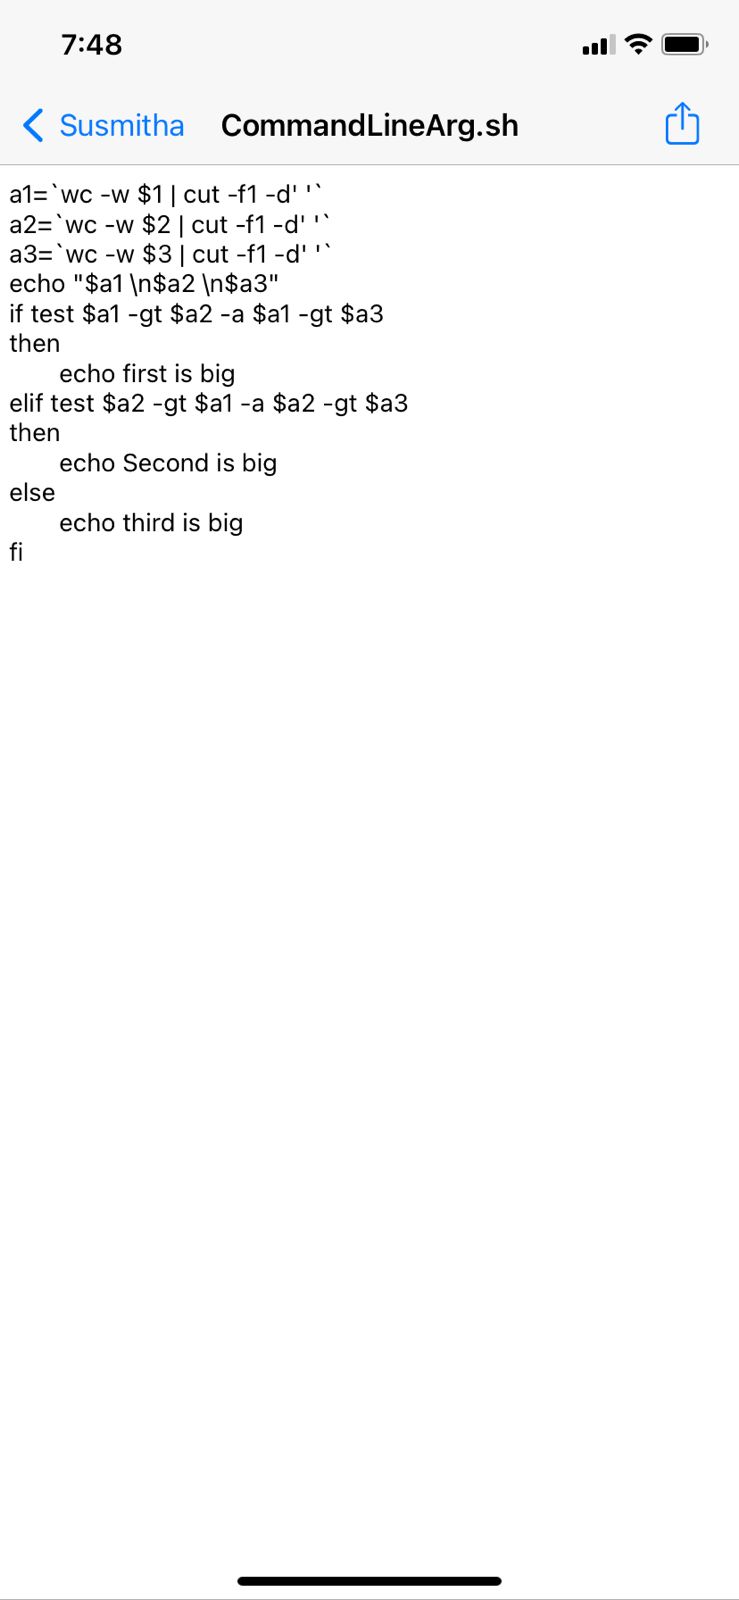 7:48
Susmitha CommandLineArg.sh
a1=`wc -w $1 | cut -f1 -d' '`
a2=`wc -w $2 | cut -f1 -d' '`
a3=`wc -w $3 | cut -f1 -d' '`
echo "$a1 \n$a2 \n$a3"
if test $a1 -gt $a2 -a $a1 -gt $a3
then
echo first is big
elif test $a2 -gt $a1 -a $a2 -gt $a3
then
echo Second is big
else
echo third is big
fi